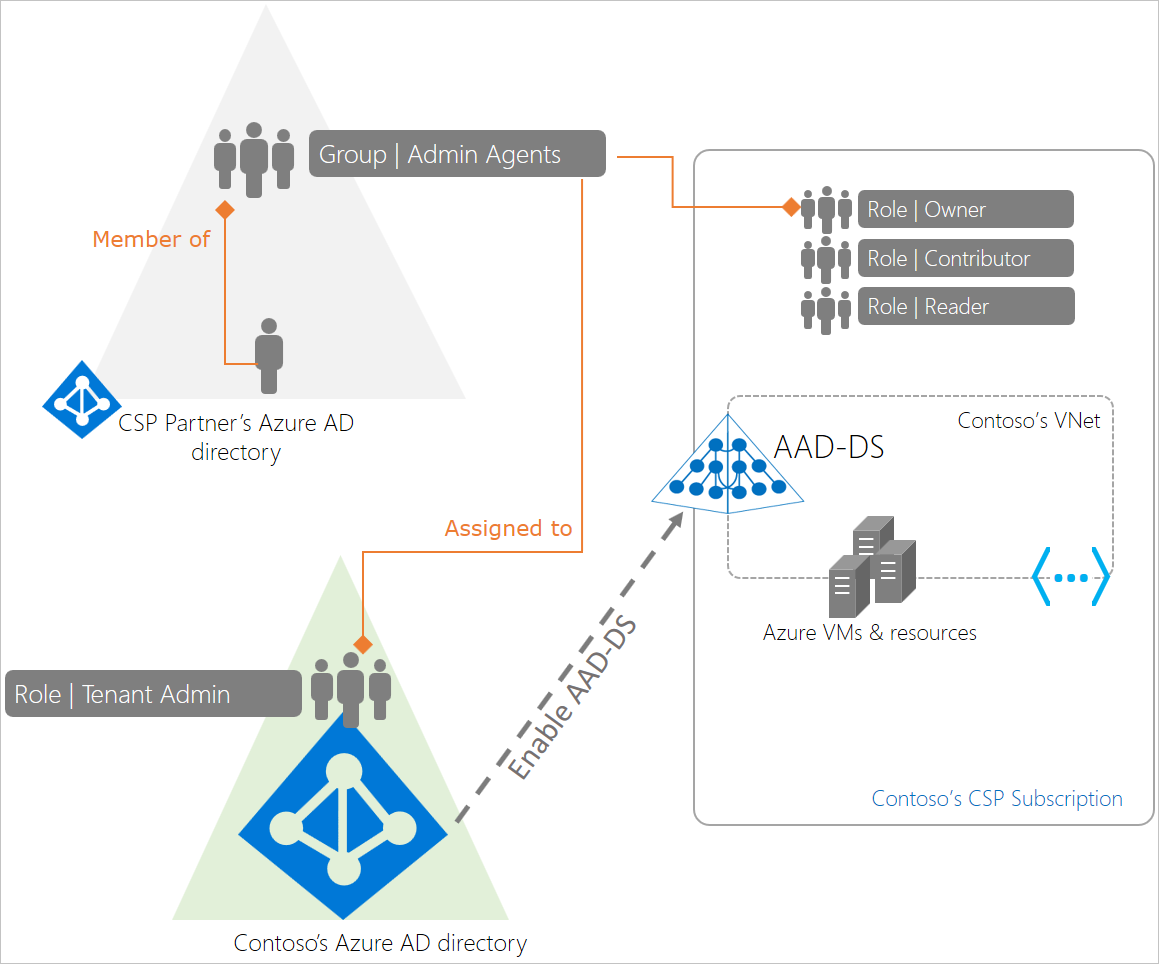 Group | Admin Agents
Member of
CSP Partner’s Azure AD
directory
Role | Owner
Role | Contributor
Role | Reader
Contoso’s VNet
AAD-DS
Azure VMs & resources
Assigned to
Enable AAD-DS
Role | Tenant Admin
Contoso’s CSP Subscription
Contoso’s Azure AD directory